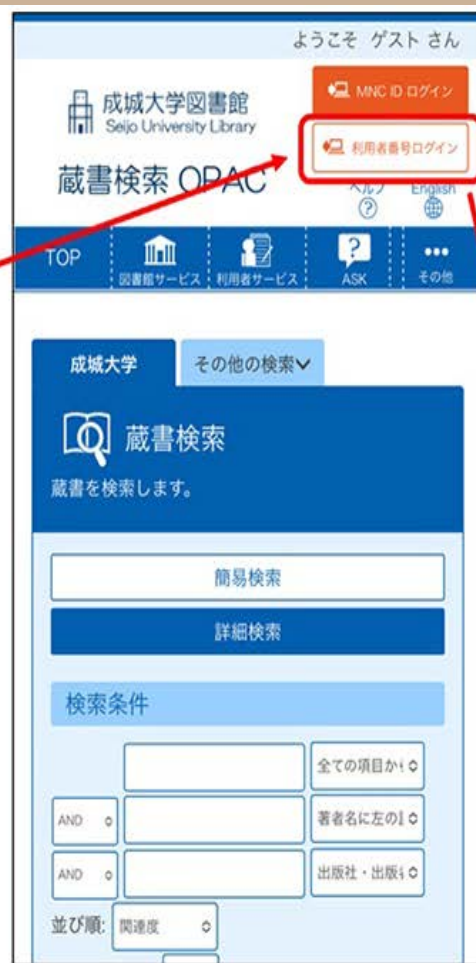 ようこそ ゲスト さん
成城大学図書館
Seijo University Library
蔵書検索 OPAC
MNC ID ログイン
利用者番号ログイン
ヘルプ
English
TOP
図書館サービス
利用者サービス
ASK
その他
成城大学
その他の検索
蔵書検索
蔵書を検索します。
簡易検索
詳細検索
検索条件
全ての項目から
AND
著者名に左の
AND
出版社・出版
並び順:
関連度